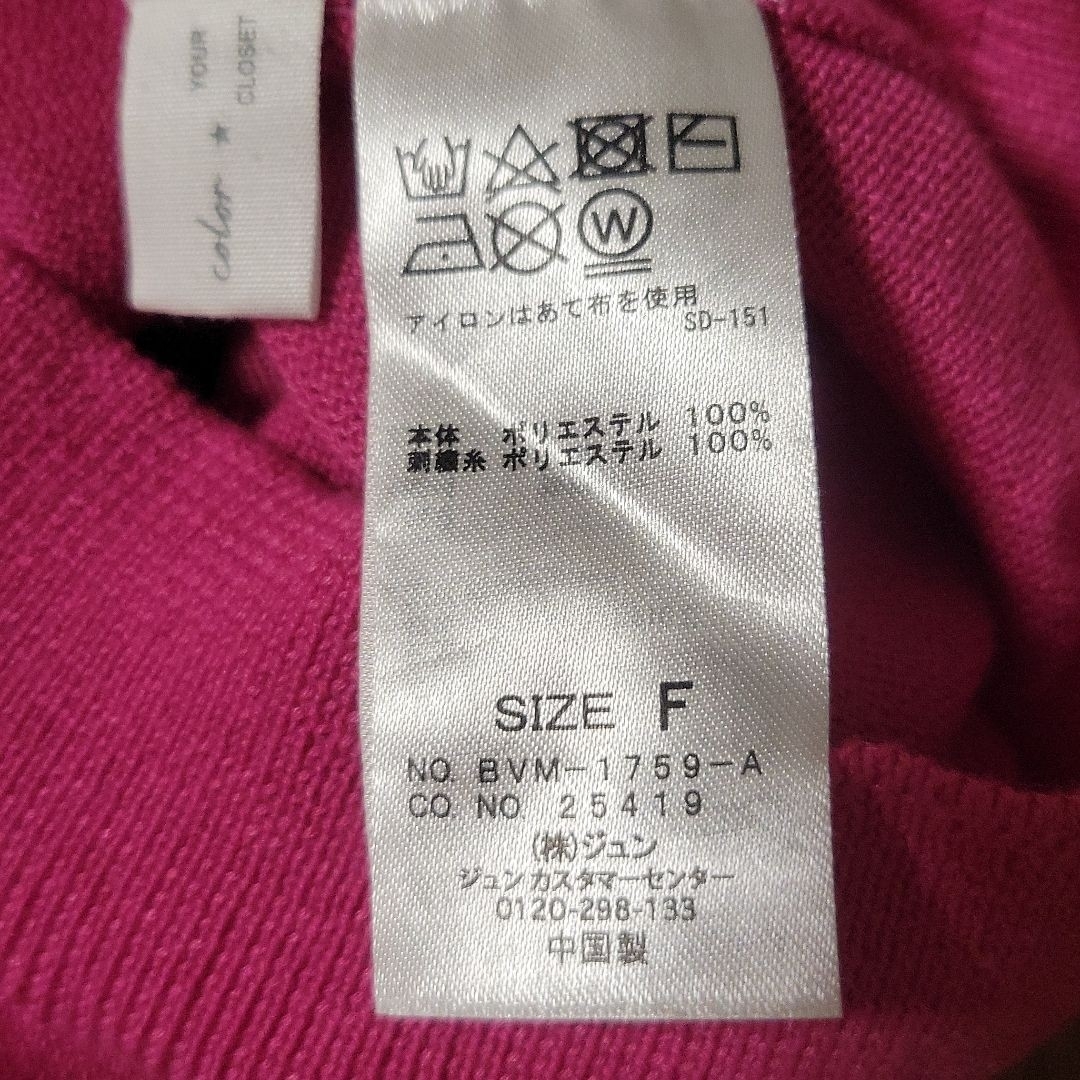 color ★ YOUR
CLOSET
W
アイロンはあて布を使用
SD-151
本体 ポリエステル 100%
刺繍糸 ポリエステル 100%
SIZE F
NO. BVM-1759-A
CO. NO. 25419
(株)ジュン
ジュンカスタマーセンター
0120-298-133
中国製